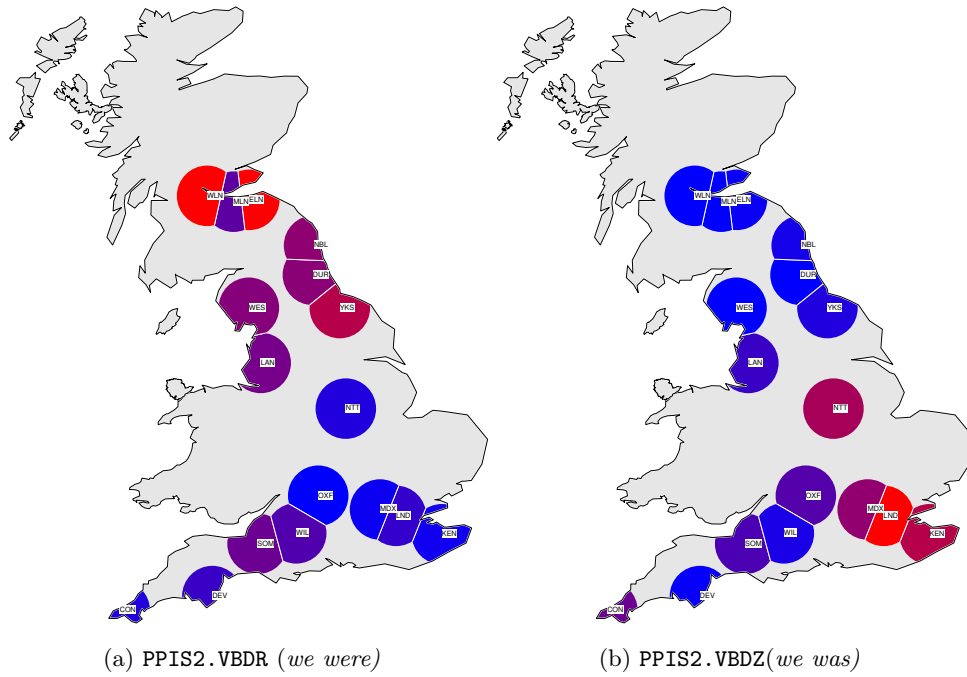 WLN
MLN
ELN
NBL
DUR
WES
YKS
LAN
NTT
OXF
MDX
LND
WIL
KEN
SOM
DEV
CON
(a) PPIS2.VBDR (we were)
WLN
MLN
ELN
NBL
DUR
WES
YKS
LAN
NTT
OXF
MDX
LND
WIL
KEN
SOM
DEV
CON
(b) PPIS2.VBDZ(we was)